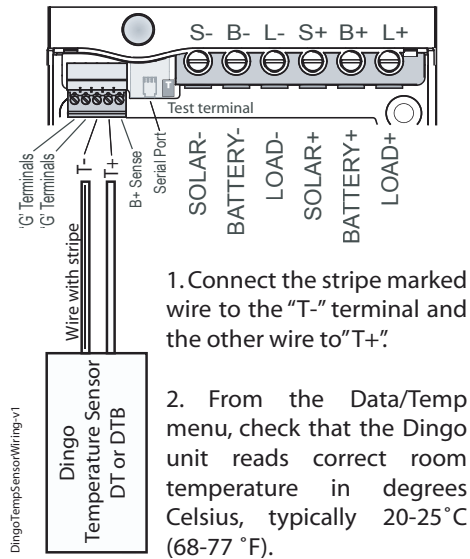 S- B- L- S+ B+ L+
Test terminal
'G' Terminals
'G' Terminals
T-
T+
B+ Sense
Serial Port
SOLAR-
BATTERY-
LOAD-
SOLAR+
BATTERY+
LOAD+
Wire with stripe
Dingo
Temperature Sensor
DT or DTB
DingoTempSensorWiring-v1
1. Connect the stripe marked
wire to the "T-" terminal and
the other wire to"T+".
2. From the Data/Temp
menu, check that the Dingo
unit reads correct room
temperature in degrees
Celsius, typically 20-25˚C
(68-77 ˚F).